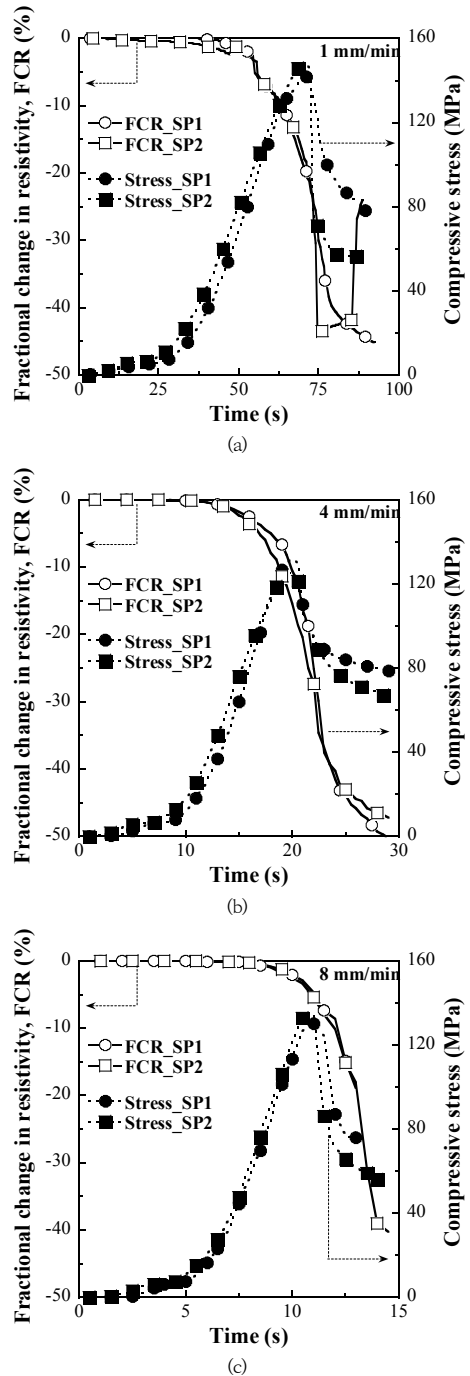 0
-10
-20
-30
-40
-50
Fractional change in resistivity, FCR (%)
1 mm/min
FCR_SP1
FCR_SP2
Stress_SP1
Stress_SP2
160
120
80
40
0
Compressive stress (MPa)
0 25 50 75 100
Time (s)
(a)
0
-10
-20
-30
-40
-50
Fractional change in resistivity, FCR (%)
4 mm/min
FCR_SP1
FCR_SP2
Stress_SP1
Stress_SP2
160
120
80
40
0
Compressive stress (MPa)
0 10 20 30
Time (s)
(b)
0
-10
-20
-30
-40
-50
Fractional change in resistivity, FCR (%)
8 mm/min
FCR_SP1
FCR_SP2
Stress_SP1
Stress_SP2
160
120
80
40
0
Compressive stress (MPa)
0 5 10 15
Time (s)
(c)